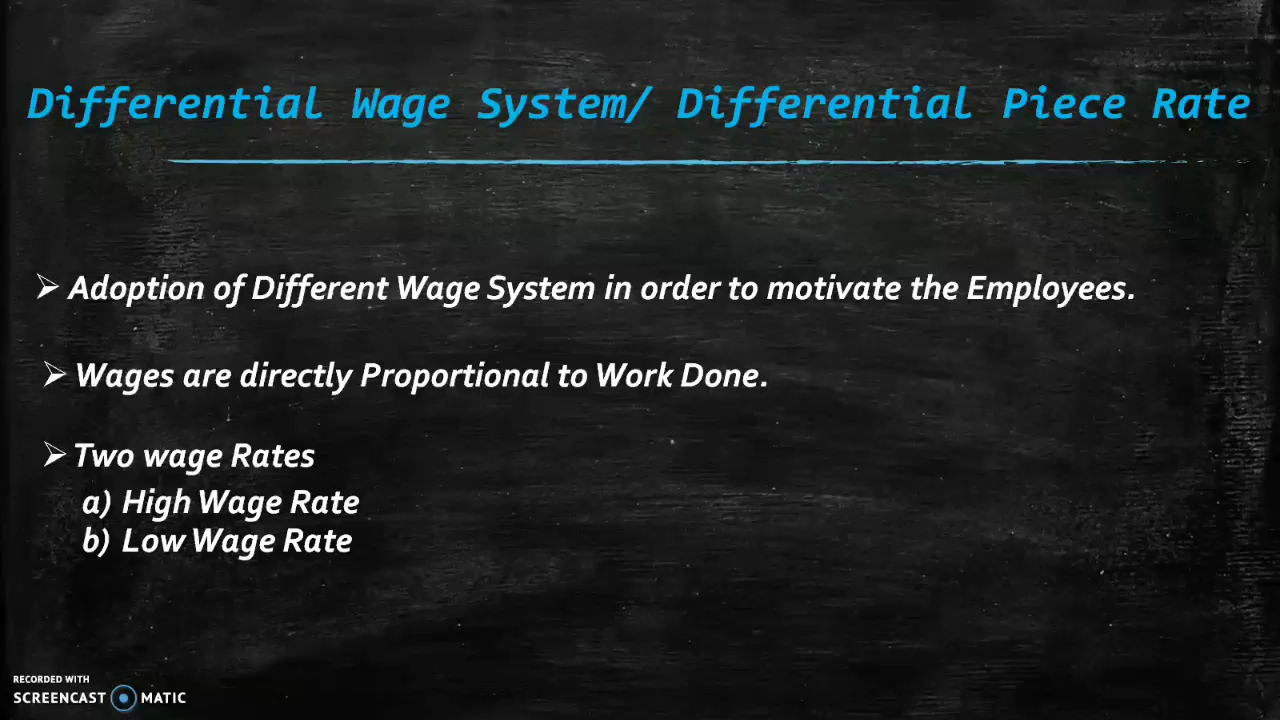 Differential Wage System/ Differential Piece Rate
➢ Adoption of Different Wage System in order to motivate the Employees.
➢ Wages are directly Proportional to Work Done.
➢ Two wage Rates
a) High Wage Rate
b) Low Wage Rate
RECORDED WITH
SCREENCAST MATIC